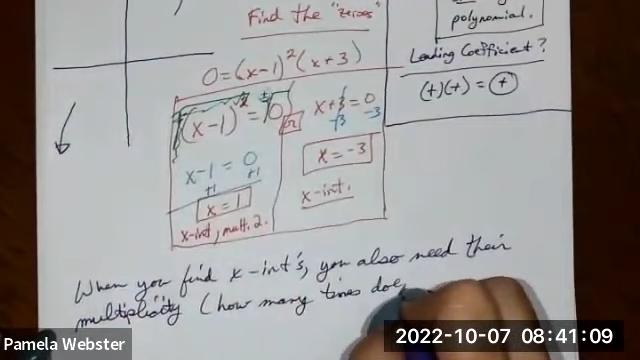 Find the "zeroes"
polynomial.
0 = (x-1)²(x+3)
Leading Coefficient?
(+)(+) = +
√(x-1)² = ±√0
or
x+3=0
-3 -3
x-1 = 0
+1 +1
x = -3
x = 1
x-int.
x-int, mult. 2.
When you find x-int's, you also need their
multiplicity (how many times does
Pamela Webster
2022-10-07 08:41:09